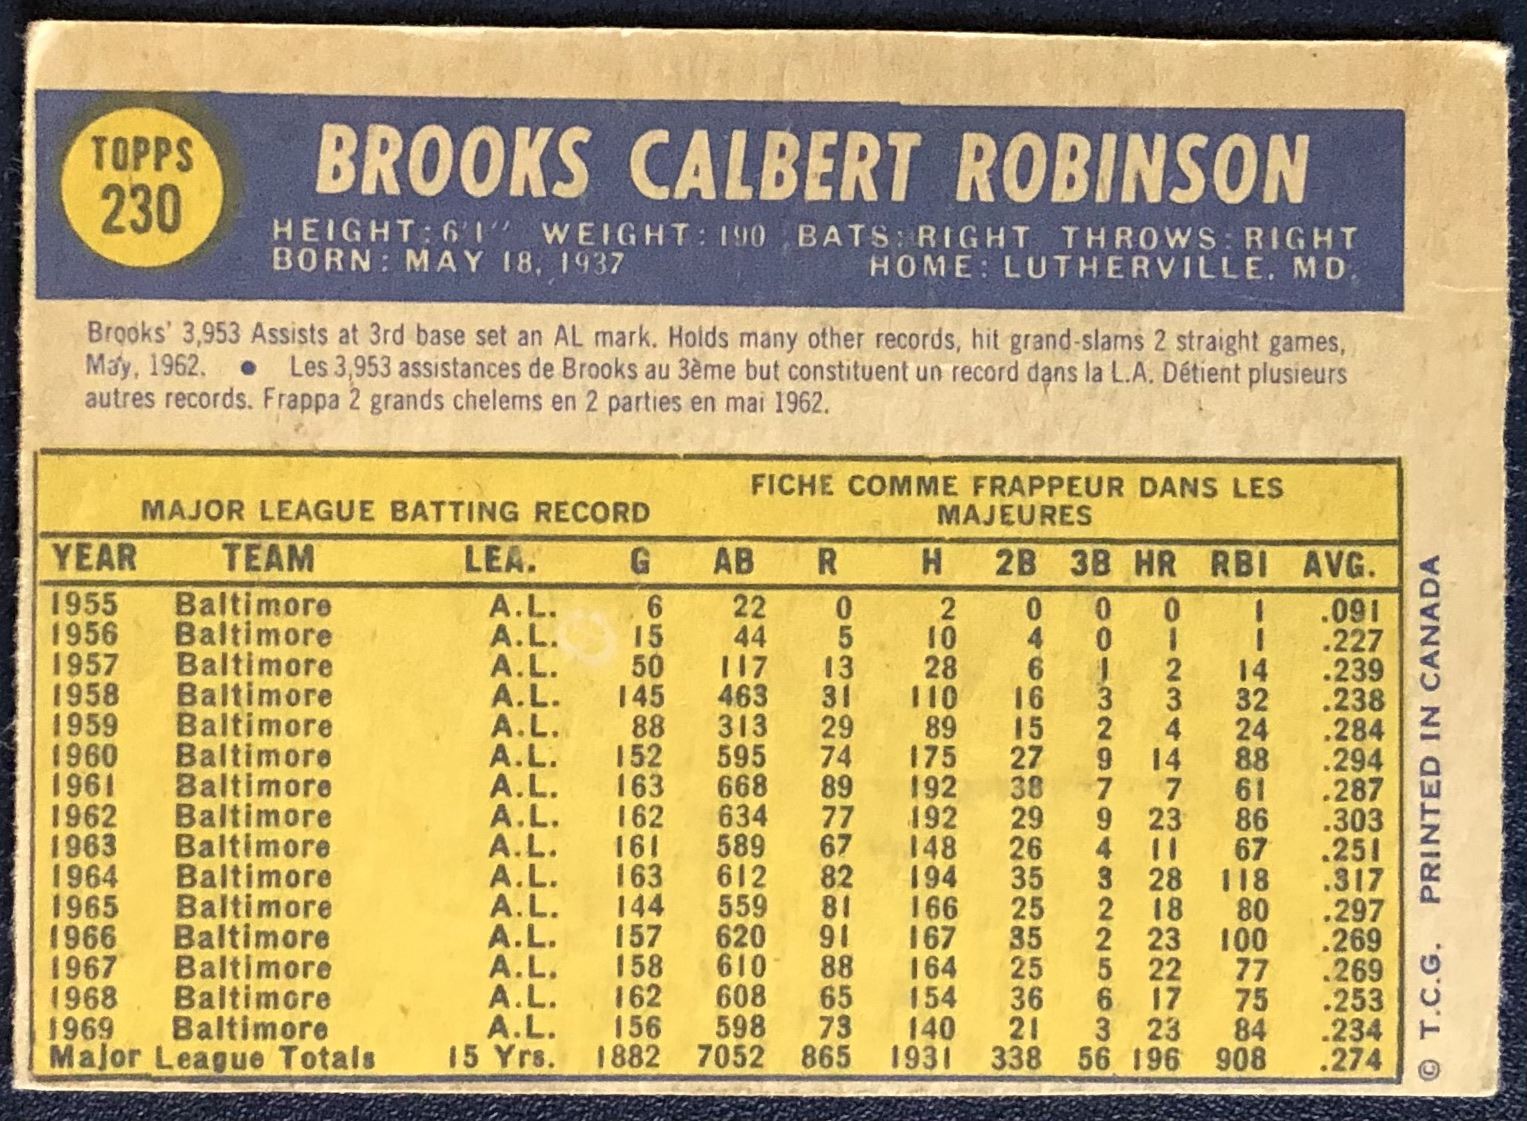 TOPPS
230
BROOKS CALBERT ROBINSON
HEIGHT: 6'1" WEIGHT: 190 BATS: RIGHT THROWS: RIGHT
BORN: MAY 18, 1937 HOME: LUTHERVILLE, MD.
Brooks' 3,953 Assists at 3rd base set an AL mark. Holds many other records, hit grand-slams 2 straight games,
May, 1962. • Les 3,953 assistances de Brooks au 3ème but constituent un record dans la L.A. Détient plusieurs
autres records. Frappa 2 grands chelems en 2 parties en mai 1962.
MAJOR LEAGUE BATTING RECORD
FICHE COMME FRAPPEUR DANS LES
MAJEURES
YEAR TEAM LEA. G AB R H 2B 3B HR RBI AVG.
1955 Baltimore A.L. 6 22 0 2 0 0 0 1 .091
1956 Baltimore A.L. 15 44 5 10 4 0 1 1 .227
1957 Baltimore A.L. 50 117 13 28 6 1 2 14 .239
1958 Baltimore A.L. 145 463 31 110 16 3 3 32 .238
1959 Baltimore A.L. 88 313 29 89 15 2 4 24 .284
1960 Baltimore A.L. 152 595 74 175 27 9 14 88 .294
1961 Baltimore A.L. 163 668 89 192 38 7 7 61 .287
1962 Baltimore A.L. 162 634 77 192 29 9 23 86 .303
1963 Baltimore A.L. 161 589 67 148 26 4 11 67 .251
1964 Baltimore A.L. 163 612 82 194 35 3 28 118 .317
1965 Baltimore A.L. 144 559 81 166 25 2 18 80 .297
1966 Baltimore A.L. 157 620 91 167 35 2 23 100 .269
1967 Baltimore A.L. 158 610 88 164 25 5 22 77 .269
1968 Baltimore A.L. 162 608 65 154 36 6 17 75 .253
1969 Baltimore A.L. 156 598 73 140 21 3 23 84 .234
Major League Totals 15 Yrs. 1882 7052 865 1931 338 56 196 908 .274
© T.C.G. PRINTED IN CANADA